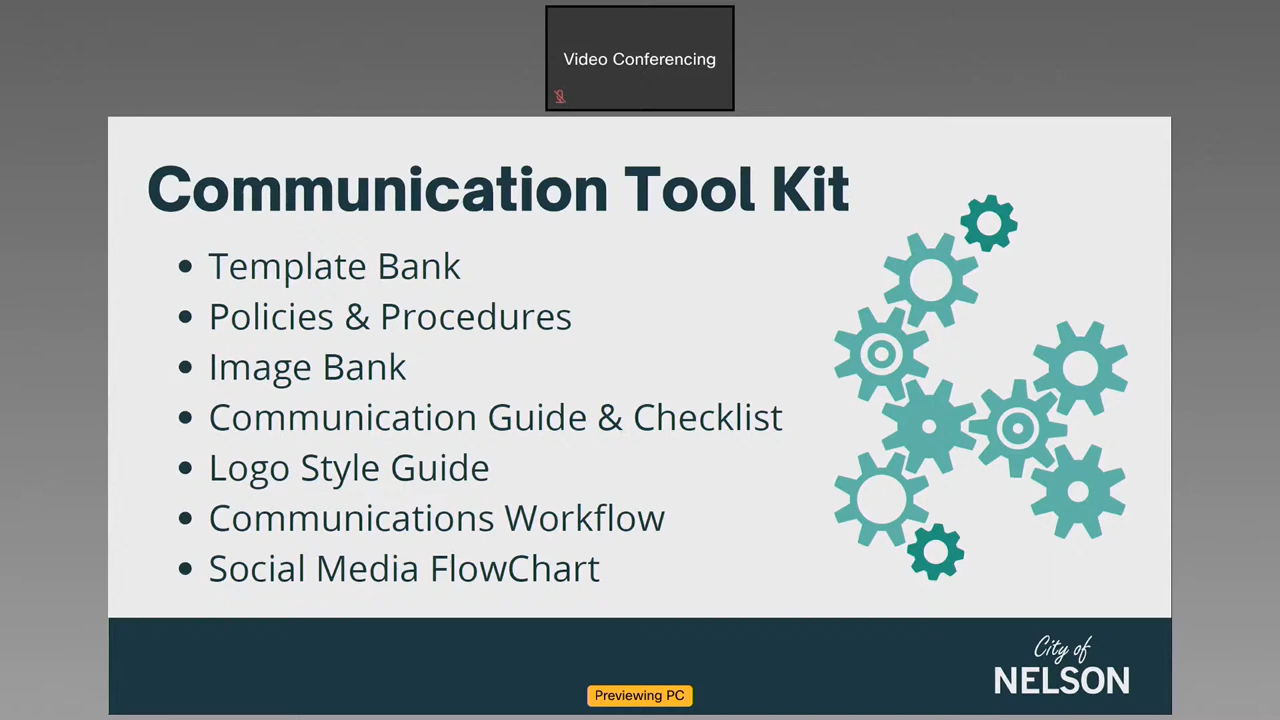 Video Conferencing
Communication Tool Kit
• Template Bank
• Policies & Procedures
• Image Bank
• Communication Guide & Checklist
• Logo Style Guide
• Communications Workflow
• Social Media FlowChart
City of
NELSON
Previewing PC